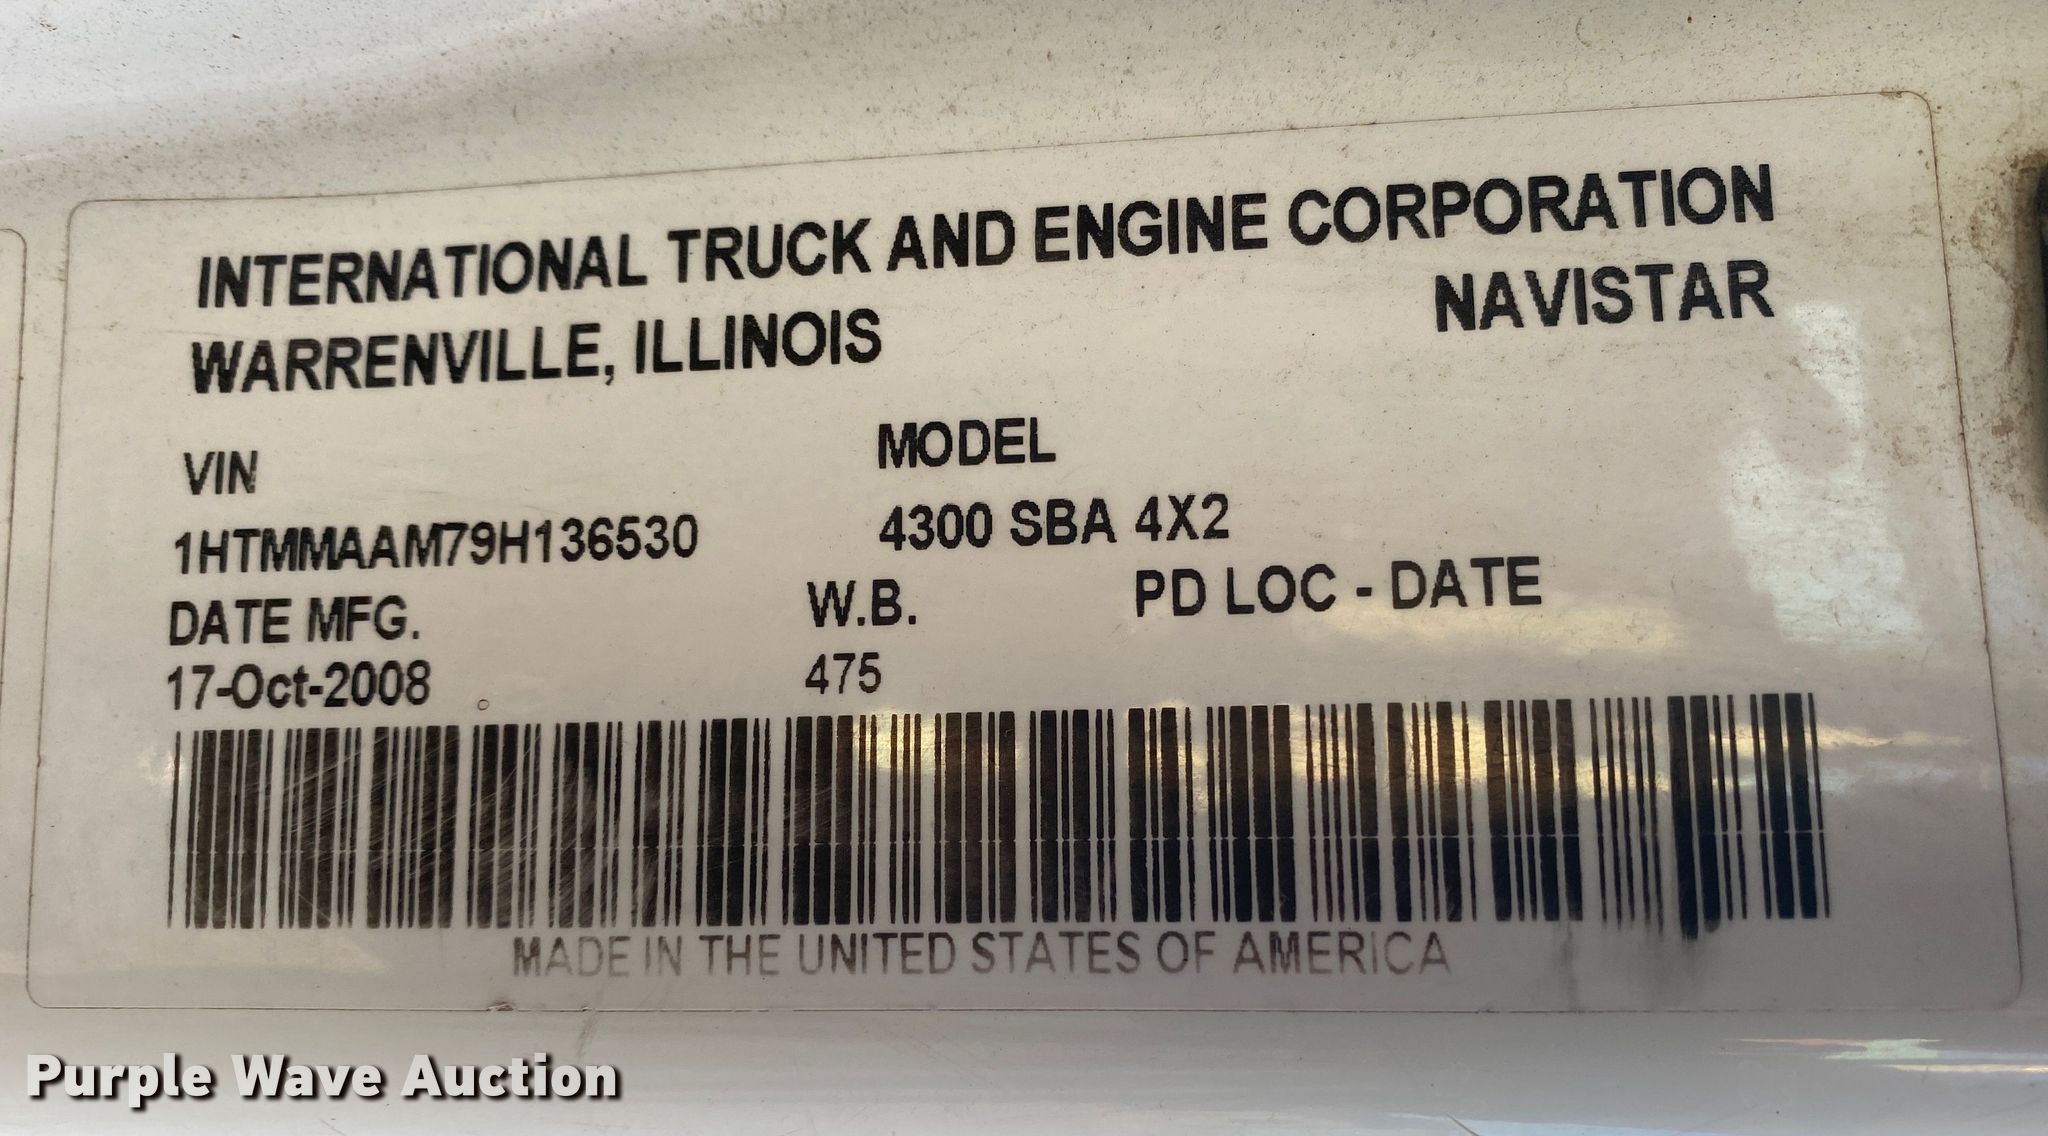 INTERNATIONAL TRUCK AND ENGINE CORPORATION
WARRENVILLE, ILLINOIS NAVISTAR
VIN MODEL
1HTMMAAM79H136530 4300 SBA 4X2
DATE MFG. W.B. PD LOC - DATE
17-Oct-2008 475
MADE IN THE UNITED STATES OF AMERICA
Purple Wave Auction